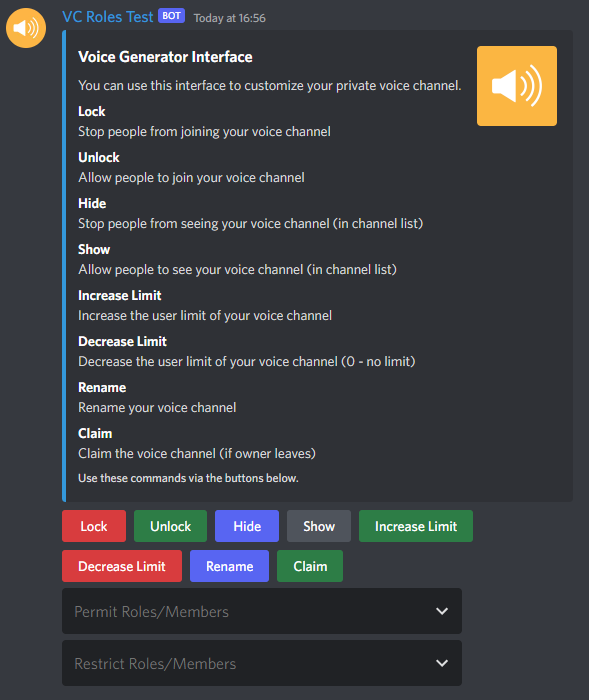 VC Roles Test BOT Today at 16:56
Voice Generator Interface
You can use this interface to customize your private voice channel.
Lock
Stop people from joining your voice channel
Unlock
Allow people to join your voice channel
Hide
Stop people from seeing your voice channel (in channel list)
Show
Allow people to see your voice channel (in channel list)
Increase Limit
Increase the user limit of your voice channel
Decrease Limit
Decrease the user limit of your voice channel (0 - no limit)
Rename
Rename your voice channel
Claim
Claim the voice channel (if owner leaves)
Use these commands via the buttons below.
Lock Unlock Hide Show Increase Limit
Decrease Limit Rename Claim
Permit Roles/Members
Restrict Roles/Members